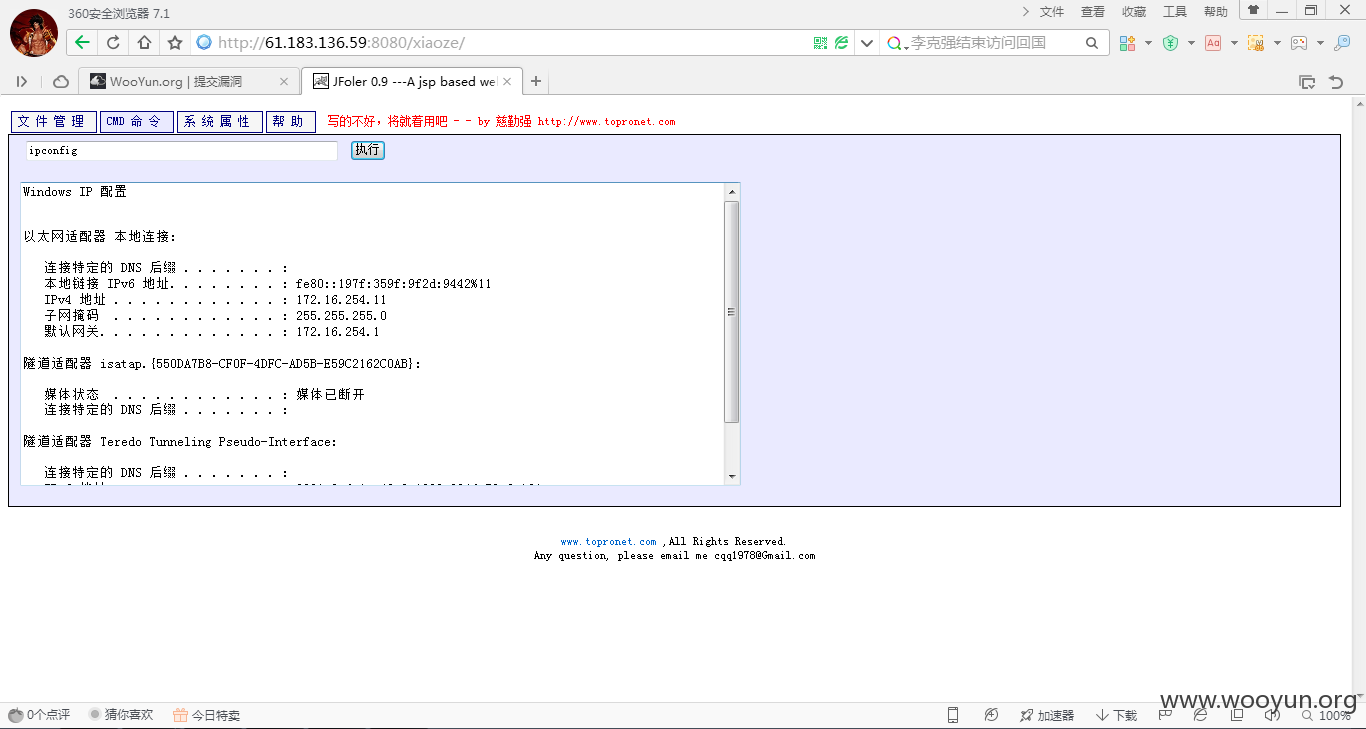 360安全浏览器 7.1
文件 查看 收藏 工具 帮助
http://61.183.136.59:8080/xiaoze/
李克强结束访问回国
WooYun.org | 提交漏洞
JFoler 0.9 ---A jsp based we
文件管理 CMD命令 系统属性 帮助 写的不好,将就着用吧 - - by 慈勤强 http://www.topronet.com
ipconfig 执行
Windows IP 配置
以太网适配器 本地连接:
连接特定的 DNS 后缀 . . . . . . . :
本地链接 IPv6 地址. . . . . . . . : fe80::197f:359f:9f2d:9442%11
IPv4 地址 . . . . . . . . . . . . : 172.16.254.11
子网掩码 . . . . . . . . . . . . : 255.255.255.0
默认网关. . . . . . . . . . . . . : 172.16.254.1
隧道适配器 isatap.{550DA7B8-CF0F-4DFC-AD5B-E59C2162C0AB}:
媒体状态 . . . . . . . . . . . . : 媒体已断开
连接特定的 DNS 后缀 . . . . . . . :
隧道适配器 Teredo Tunneling Pseudo-Interface:
连接特定的 DNS 后缀 . . . . . . . :
www.topronet.com ,All Rights Reserved.
Any question, please email me cqq1978@Gmail.com
www.wooyun.org
0个点评 猜你喜欢 今日特卖 加速器 下载 100%